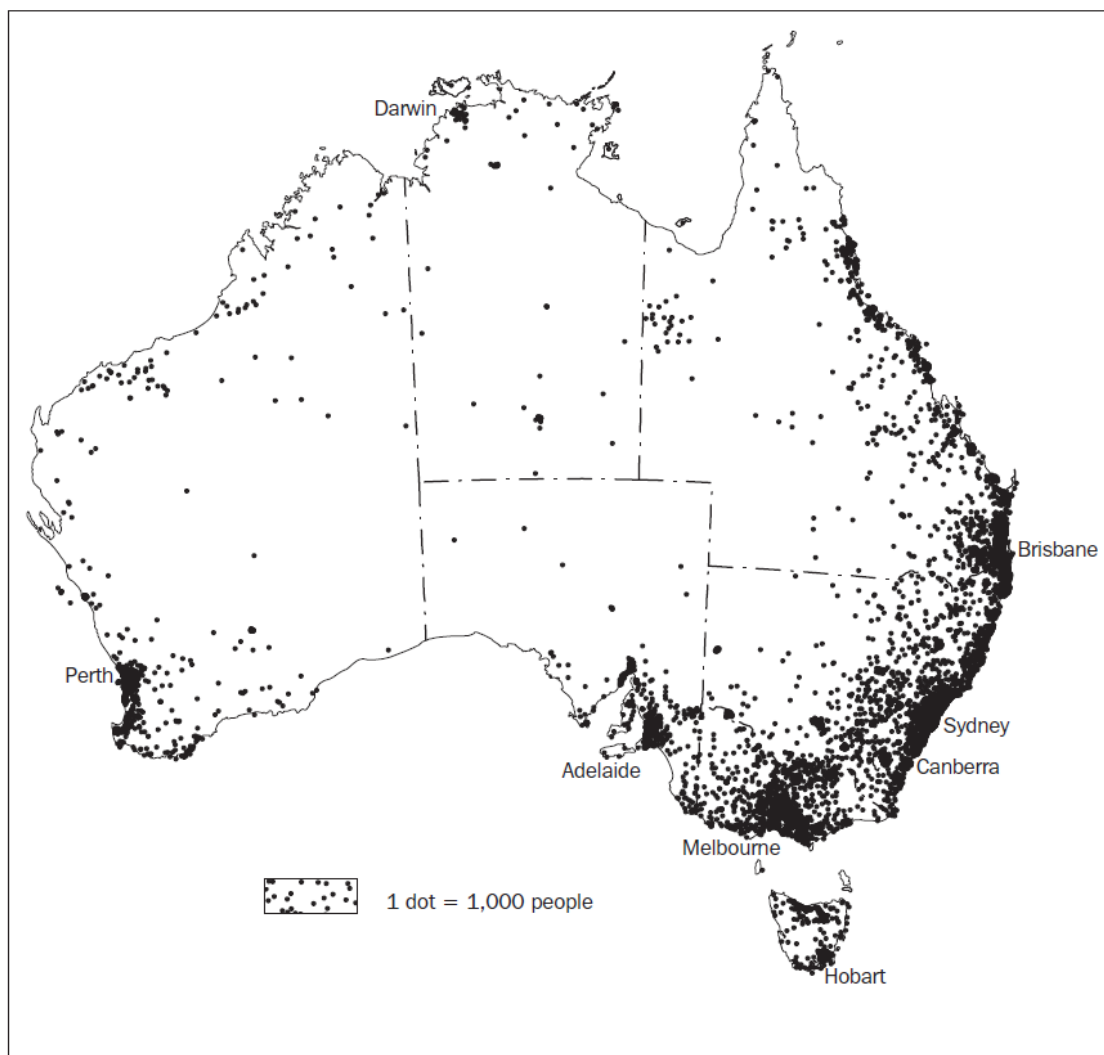 Darwin
Brisbane
Perth
Sydney
Adelaide
Canberra
Melbourne
1 dot = 1,000 people
Hobart